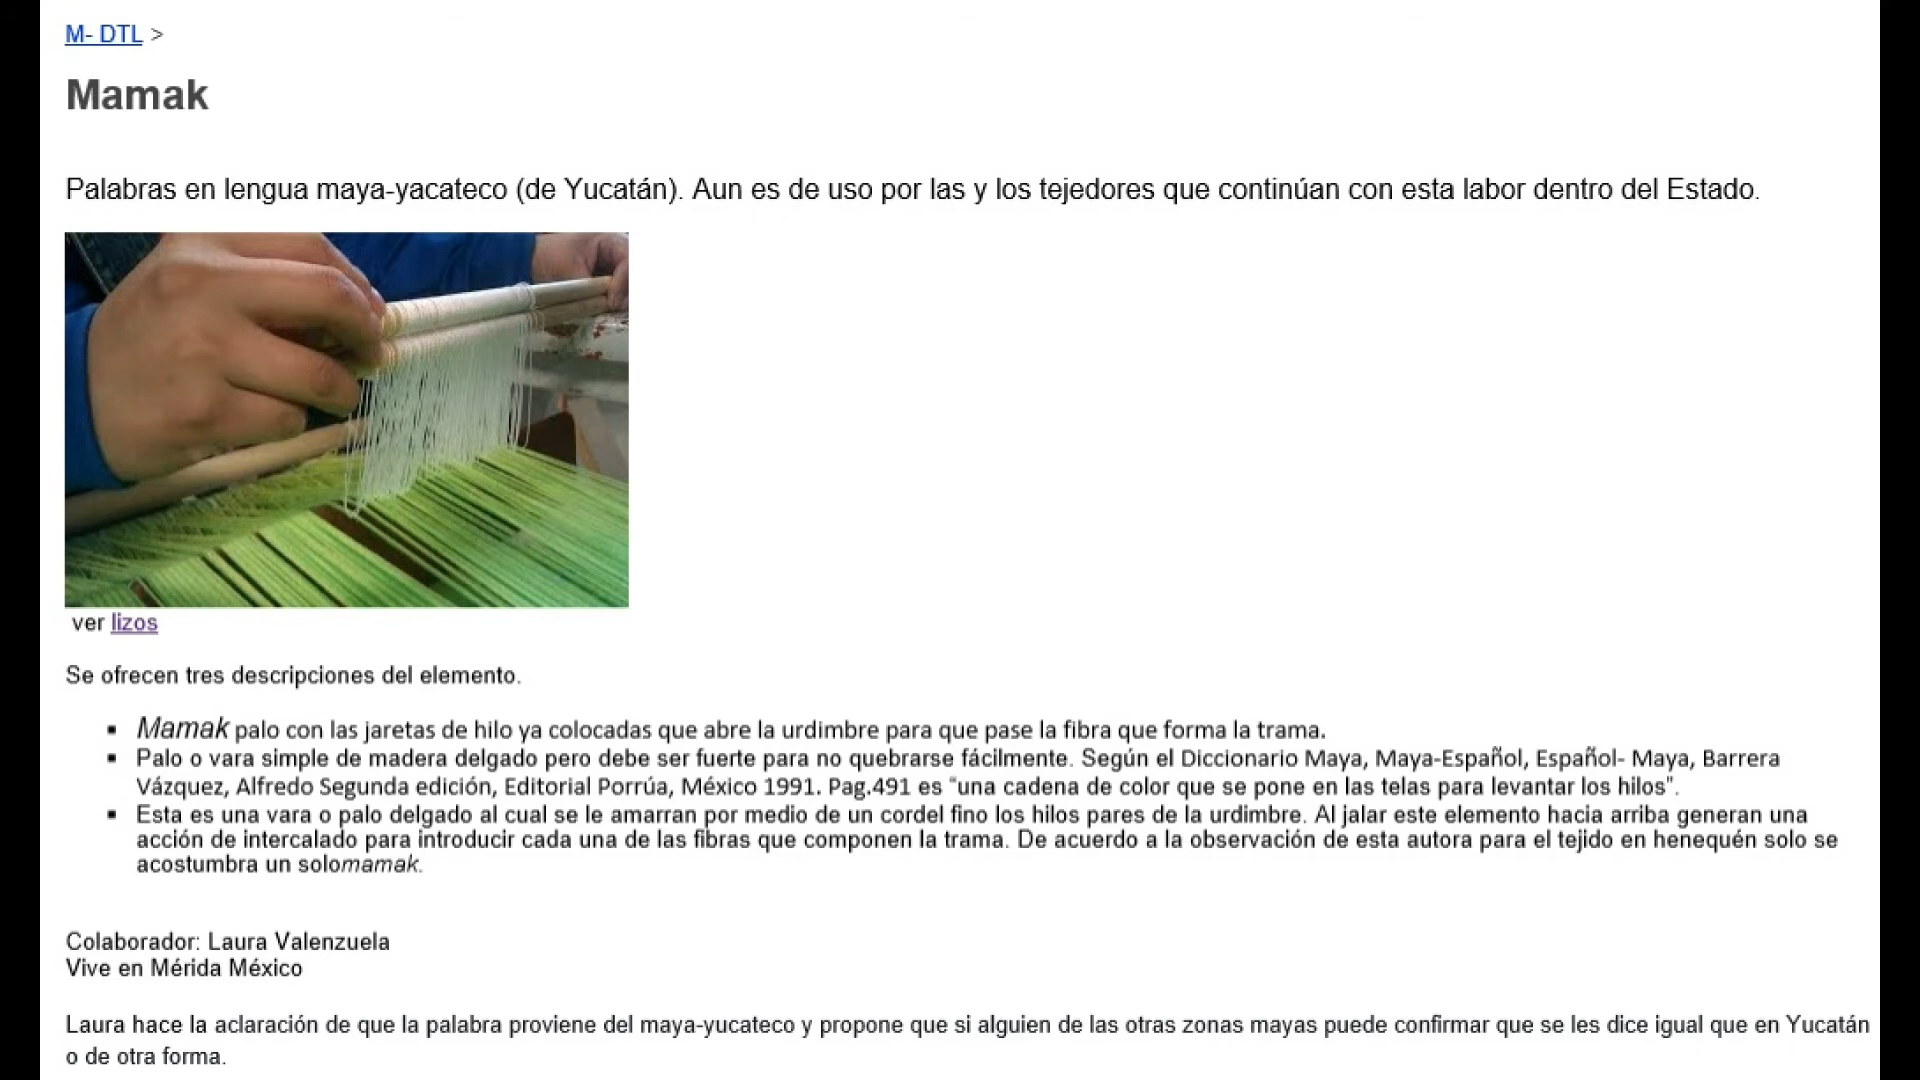 M- DTL >
Mamak
Palabras en lengua maya-yacateco (de Yucatán). Aun es de uso por las y los tejedores que continúan con esta labor dentro del Estado.
ver lizos
Se ofrecen tres descripciones del elemento.
▪ Mamak palo con las jaretas de hilo ya colocadas que abre la urdimbre para que pase la fibra que forma la trama.
▪ Palo o vara simple de madera delgado pero debe ser fuerte para no quebrarse fácilmente. Según el Diccionario Maya, Maya-Español, Español- Maya, Barrera
Vázquez, Alfredo Segunda edición, Editorial Porrúa, México 1991. Pag.491 es "una cadena de color que se pone en las telas para levantar los hilos".
▪ Esta es una vara o palo delgado al cual se le amarran por medio de un cordel fino los hilos pares de la urdimbre. Al jalar este elemento hacia arriba generan una
acción de intercalado para introducir cada una de las fibras que componen la trama. De acuerdo a la observación de esta autora para el tejido en henequén solo se
acostumbra un solomamak.
Colaborador: Laura Valenzuela
Vive en Mérida México
Laura hace la aclaración de que la palabra proviene del maya-yucateco y propone que si alguien de las otras zonas mayas puede confirmar que se les dice igual que en Yucatán
o de otra forma.